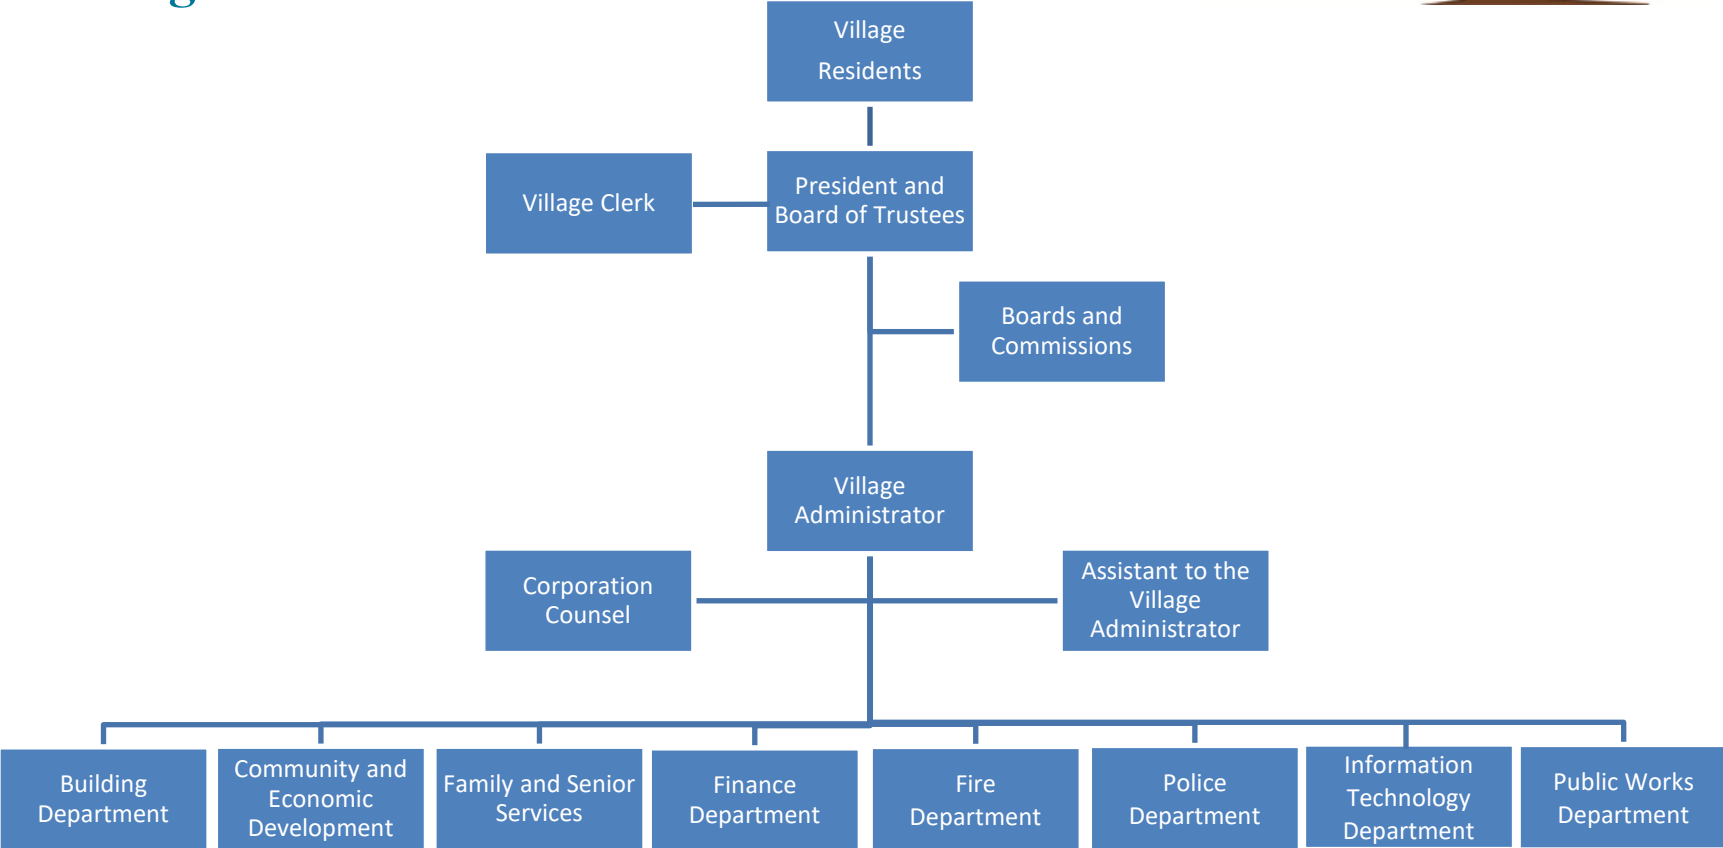 Village
Residents
Village Clerk
President and
Board of Trustees
Boards and
Commissions
Village
Administrator
Corporation
Counsel
Assistant to the
Village
Administrator
Building
Department
Community and
Economic
Development
Family and Senior
Services
Finance
Department
Fire
Department
Police
Department
Information
Technology
Department
Public Works
Department